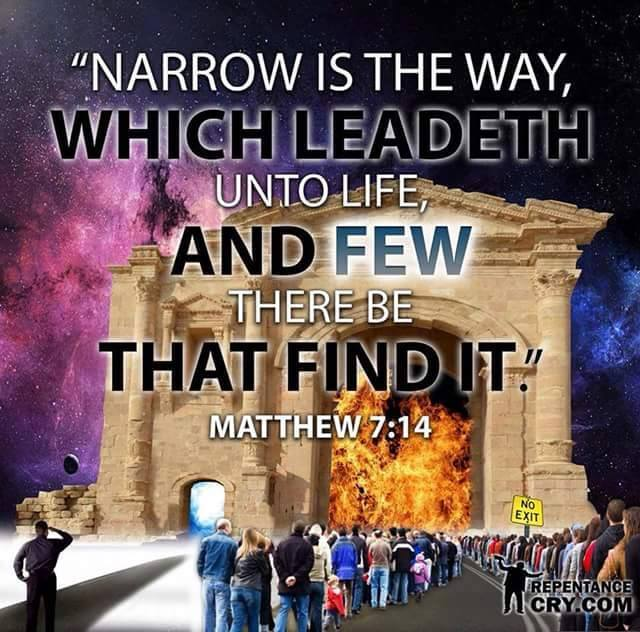 “NARROW IS THE WAY,
WHICH LEADETH
UNTO LIFE,
AND FEW
THERE BE
THAT FIND IT.”
MATTHEW 7:14
NO
EXIT
REPENTANCE
CRY.COM